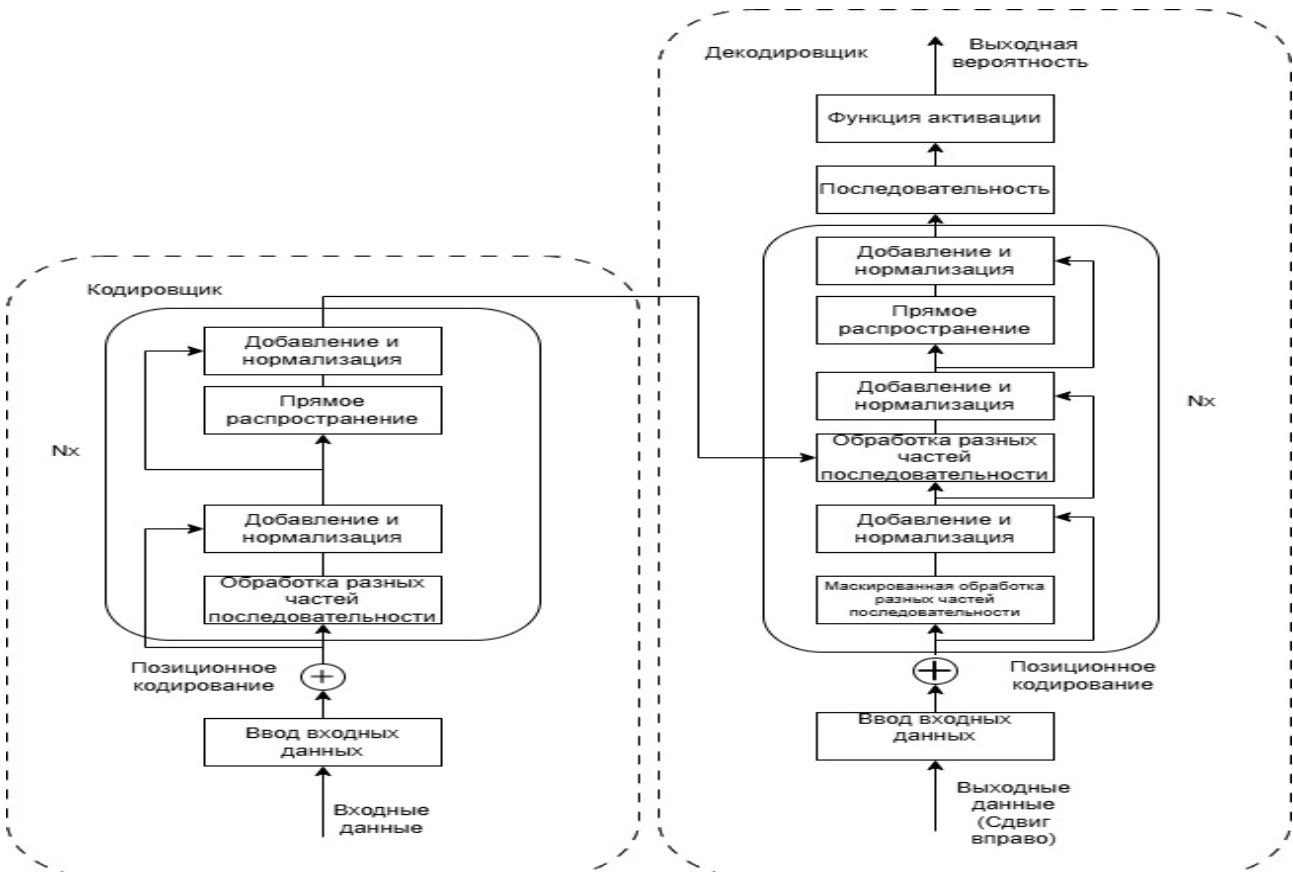 Декодировщик
Выходная
вероятность
Функция активации
Последовательность
Добавление и
нормализация
Прямое
распространение
Добавление и
нормализация
Nx
Обработка разных
частей
последовательности
Добавление и
нормализация
Маскированная обработка
разных частей
последовательности
Позиционное
кодирование
Ввод входных
данных
Выходные
данные
(Сдвиг
вправо)
Кодировщик
Добавление и
нормализация
Прямое
распространение
Nx
Добавление и
нормализация
Обработка разных
частей
последовательности
Позиционное
кодирование
Ввод входных
данных
Входные
данные